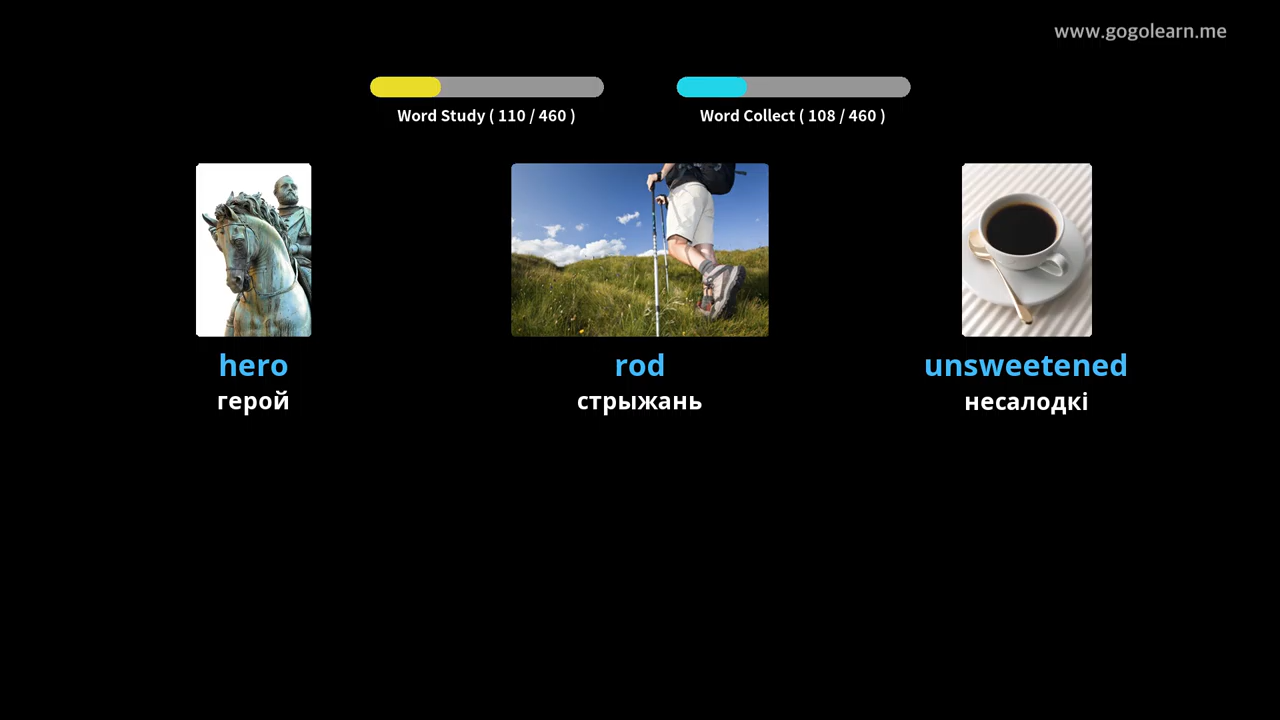 www.gogolearn.me
Word Study ( 110 / 460 )
Word Collect ( 108 / 460 )
hero
герой
rod
стрыжань
unsweetened
несалодкі